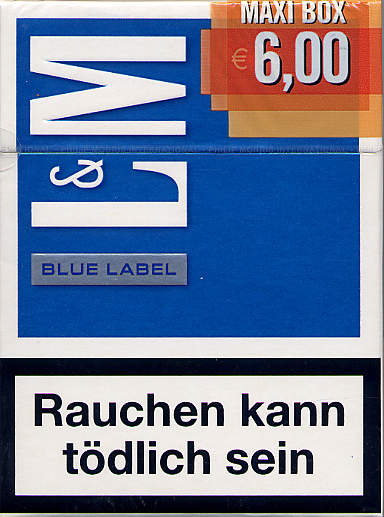 MAXI BOX
€ 6,00
L&M
BLUE LABEL
Rauchen kann
tödlich sein